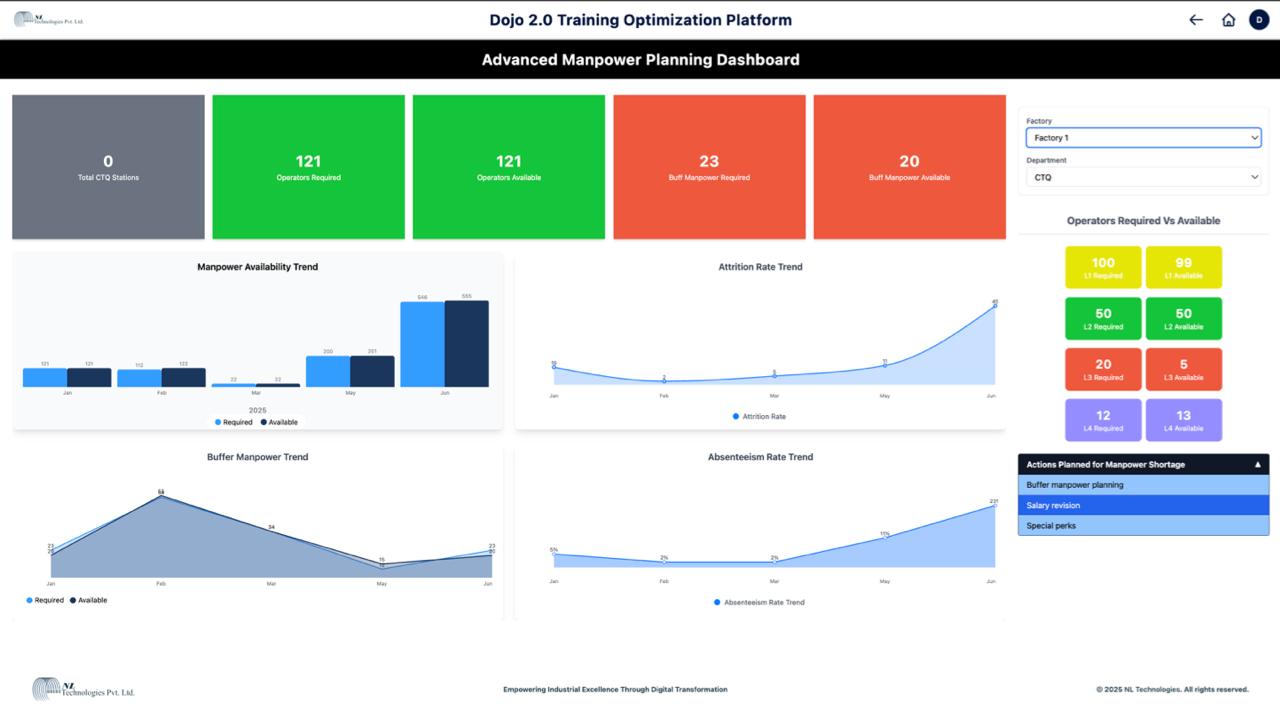 NL
Technologies Pvt. Ltd.
Dojo 2.0 Training Optimization Platform
D
Advanced Manpower Planning Dashboard
0
Total CTQ Stations
121
Operators Required
121
Operators Available
23
Buff Manpower Required
20
Buff Manpower Available
Factory
Factory 1
Department
CTQ
Operators Required Vs Available
100
L1 Required
99
L1 Available
50
L2 Required
50
L2 Available
20
L3 Required
5
L3 Available
12
L4 Required
13
L4 Available
Actions Planned for Manpower Shortage
Buffer manpower planning
Salary revision
Special perks
Manpower Availability Trend
121 121 112 122 22 22 200 201 546 555
Jan Feb Mar May Jun
2025
Required Available
Attrition Rate Trend
2
11
Jan Feb Mar May Jun
Attrition Rate
Buffer Manpower Trend
23
34
15
23
20
Jan Feb Mar May Jun
Required Available
Absenteeism Rate Trend
5% 2% 2% 11%
Jan Feb Mar May Jun
Absenteeism Rate Trend
NL
Technologies Pvt. Ltd.
Empowering Industrial Excellence Through Digital Transformation
© 2025 NL Technologies. All rights reserved.